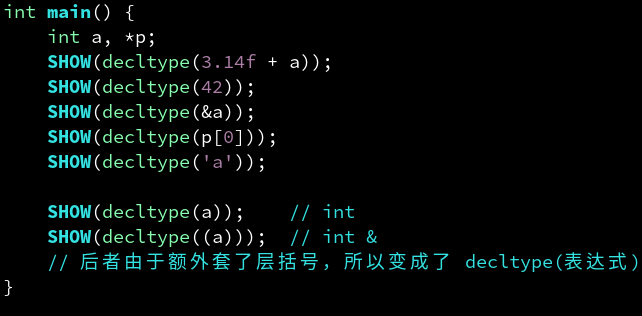 int main() {
    int a, *p;
    SHOW(decltype(3.14f + a));
    SHOW(decltype(42));
    SHOW(decltype(&a));
    SHOW(decltype(p[0]));
    SHOW(decltype('a'));

    SHOW(decltype(a));    // int
    SHOW(decltype((a)));  // int &
    // 后者由于额外套了层括号，所以变成了 decltype(表达式)
}